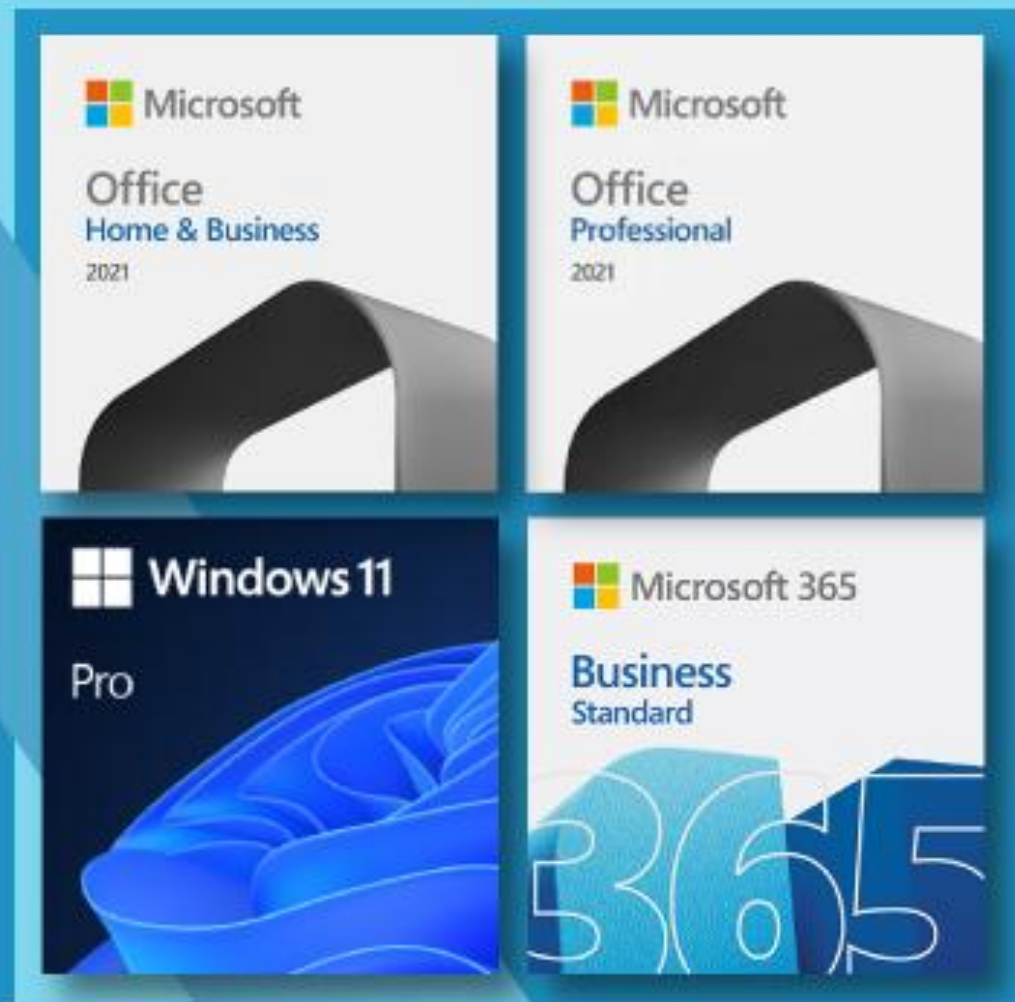 Microsoft
Office
Home & Business
2021
Microsoft
Office
Professional
2021
Windows 11
Pro
Microsoft 365
Business
Standard
365